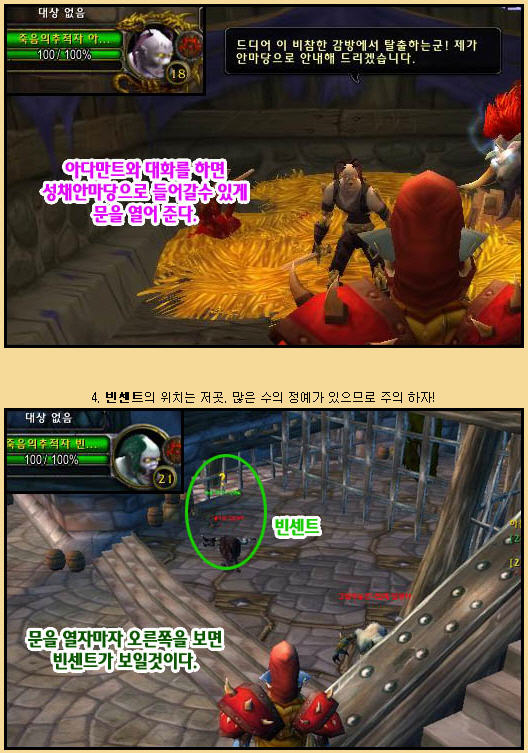 대상 없음
죽음의추적자 아...
100 / 100%
18
드디어 이 비참한 감방에서 탈출하는군! 제가
안마당으로 안내해 드리겠습니다.
아다만트와 대화를 하면
성채안마당으로 들어갈수 있게
문을 열어 준다.
4. 빈센트의 위치는 저곳. 많은 수의 정예가 있으므로 주의 하자!
대상 없음
죽음의추적자 빈...
100 / 100%
21
?
빈센트
[2
문을 열자마자 오른쪽을 보면
빈센트가 보일것이다.